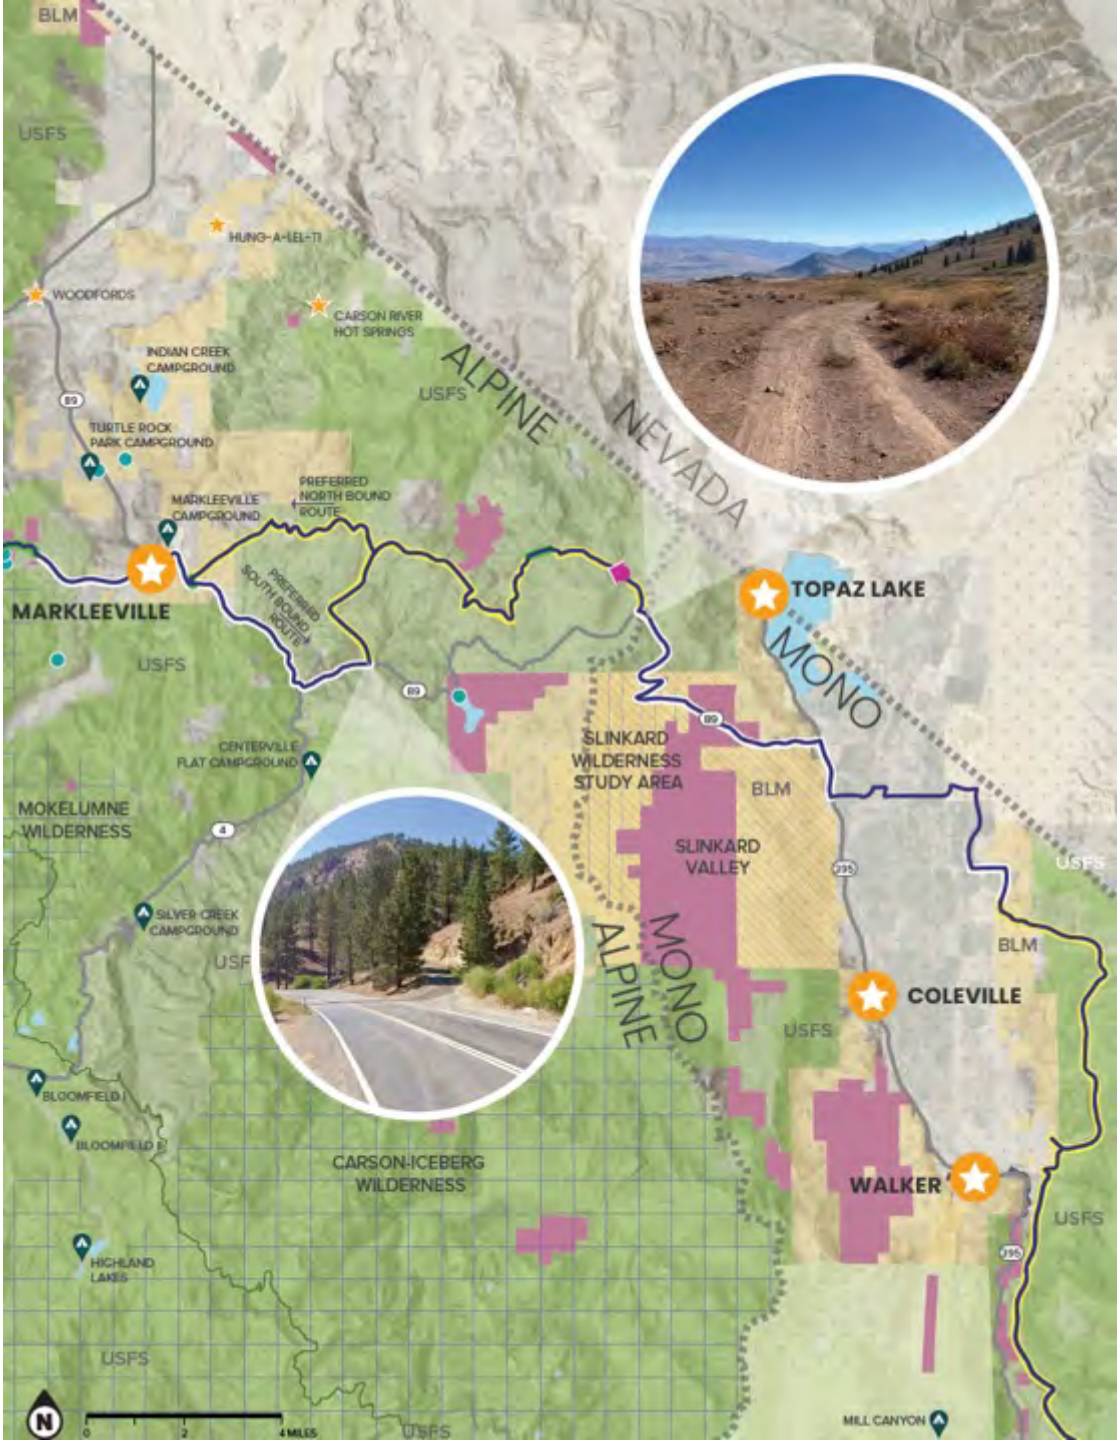 BLM
USFS
HUNG-A-LEL-TI
WOODFORDS
CARSON RIVER
HOT SPRINGS
INDIAN CREEK
CAMPGROUND
ALPINE
USFS
89
NEVADA
TURTLE ROCK
PARK CAMPGROUND
PREFERRED
NORTH BOUND
ROUTE
MARKLEEVILLE
CAMPGROUND
PREFERRED
SOUTH BOUND
ROUTE
TOPAZ LAKE
MARKLEEVILLE
MONO
USFS
89
89
SLINKARD
WILDERNESS
STUDY AREA
CENTERVILLE
FLAT CAMPGROUND
BLM
MOKELUMNE
WILDERNESS
4
SLINKARD
VALLEY
395
USFS
SILVER CREEK
CAMPGROUND
MONO
ALPINE
BLM
USF
COLEVILLE
USFS
BLOOMFIELD I
BLOOMFIELD II
CARSON-ICEBERG
WILDERNESS
WALKER
USFS
HIGHLAND
LAKES
395
USFS
N
0 2 4 MILES
USFS
MILL CANYON